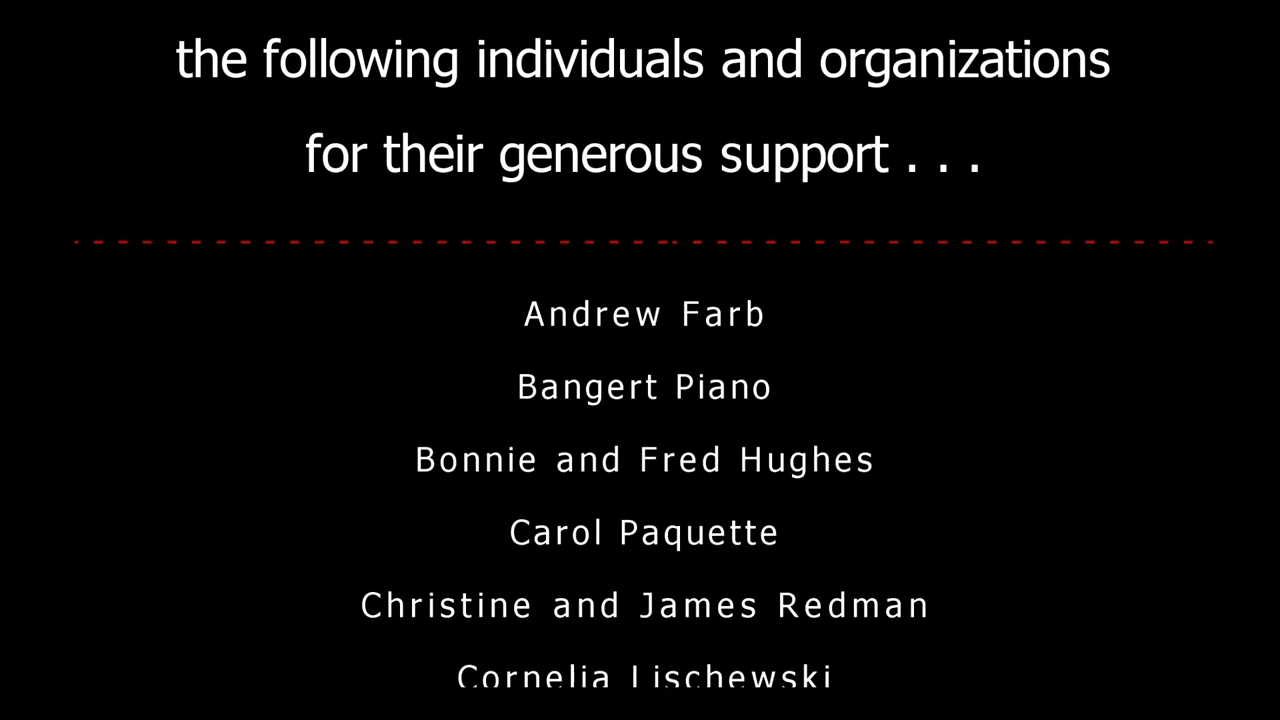 the following individuals and organizations
for their generous support . . .
Andrew Farb
Bangert Piano
Bonnie and Fred Hughes
Carol Paquette
Christine and James Redman
Cornelia Lischewski